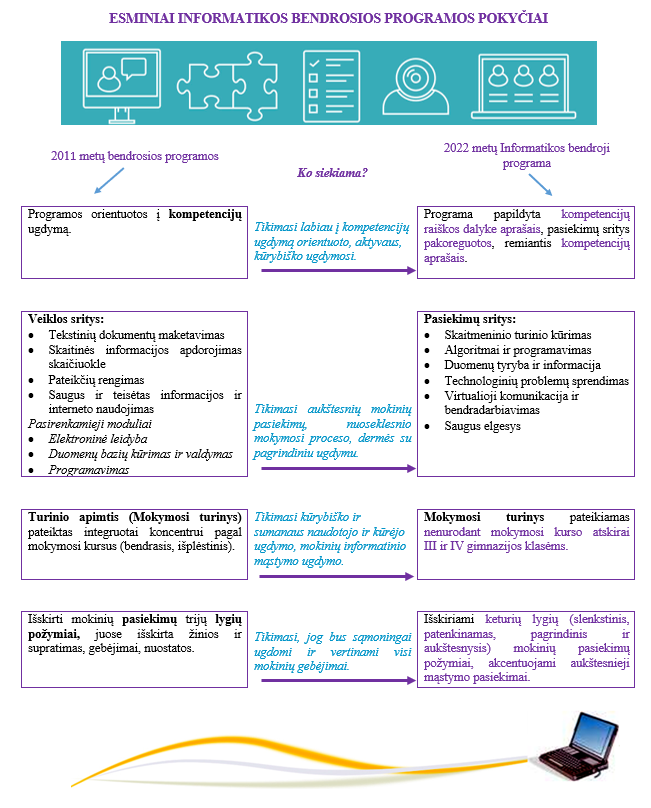 ESMINIAI INFORMATIKOS BENDROSIOS PROGRAMOS POKYČIAI
2011 metų bendrosios programos
Ko siekiama?
2022 metų Informatikos bendroji
programa
Programos orientuotos į kompetencijų
ugdymą.
Tikimasi labiau į kompetencijų
ugdymą orientuoto, aktyvaus,
kūrybiško ugdymosi.
Programa papildyta kompetencijų
raiškos dalyke aprašais, pasiekimų sritys
pakoreguotos, remiantis kompetencijų
aprašais.
Veiklos sritys:
• Tekstinių dokumentų maketavimas
• Skaitinės informacijos apdorojimas
skaičiuokle
• Pateikčių rengimas
• Saugus ir teisėtas informacijos ir
interneto naudojimas
Pasirenkamieji moduliai
• Elektroninė leidyba
• Duomenų bazių kūrimas ir valdymas
• Programavimas
Tikimasi aukštesnių mokinių
pasiekimų, nuoseklesnio
mokymosi proceso, dermės su
pagrindiniu ugdymu.
Pasiekimų sritys:
• Skaitmeninio turinio kūrimas
• Algoritmai ir programavimas
• Duomenų tyryba ir informacija
• Technologinių problemų sprendimas
• Virtualioji komunikacija ir
bendradarbiavimas
• Saugus elgesys
Turinio apimtis (Mokymosi turinys)
pateiktas integruotai koncentrui pagal
mokymosi kursus (bendrasis, išplėstinis).
Tikimasi kūrybiško ir
sumanaus naudotojo ir kūrėjo
ugdymo, mokinių informatinio
mąstymo ugdymo.
Mokymosi turinys pateikiamas
nenurodant mokymosi kurso atskirai
III ir IV gimnazijos klasėms.
Išskirti mokinių pasiekimų trijų lygių
požymiai, juose išskirta žinios ir
supratimas, gebėjimai, nuostatos.
Tikimasi, jog bus sąmoningai
ugdomi ir vertinami visi
mokinių gebėjimai.
Išskiriami keturių lygių (slenkstinis,
patenkinamas, pagrindinis ir
aukštesnysis) mokinių pasiekimų
požymiai, akcentuojami aukštesnieji
mąstymo pasiekimai.